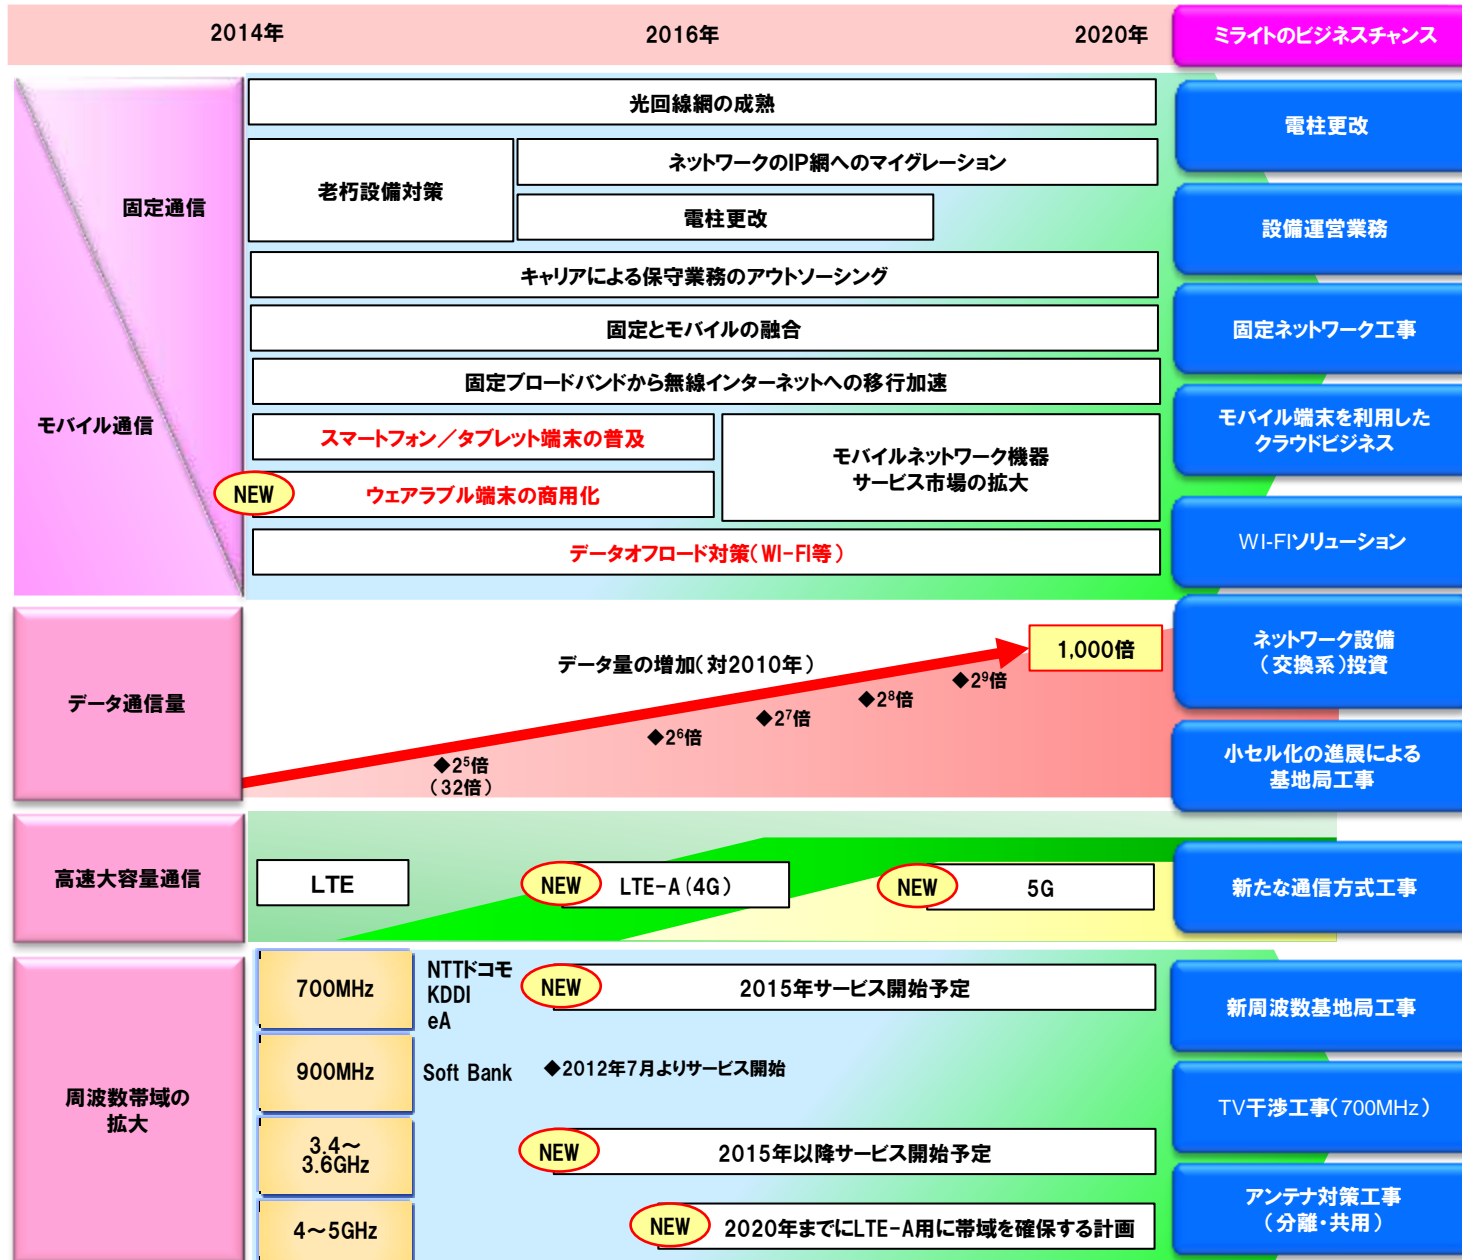 2014年
2016年
2020年
ミライトのビジネスチャンス
固定通信
モバイル通信
光回線網の成熟
老朽設備対策
ネットワークのIP網へのマイグレーション
電柱更改
キャリアによる保守業務のアウトソーシング
固定とモバイルの融合
固定ブロードバンドから無線インターネットへの移行加速
スマートフォン／タブレット端末の普及
NEW
ウェアラブル端末の商用化
モバイルネットワーク機器
サービス市場の拡大
データオフロード対策(WI-FI等)
電柱更改
設備運営業務
固定ネットワーク工事
モバイル端末を利用した
クラウドビジネス
WI-FIソリューション
データ通信量
データ量の増加(対2010年)
1,000倍
◆2⁵倍
(32倍)
◆2⁶倍
◆2⁷倍
◆2⁸倍
◆2⁹倍
ネットワーク設備
(交換系)投資
小セル化の進展による
基地局工事
高速大容量通信
LTE
NEW
LTE-A(4G)
NEW
5G
新たな通信方式工事
周波数帯域の
拡大
700MHz
NTTドコモ
KDDI
eA
NEW
2015年サービス開始予定
900MHz
Soft Bank
◆2012年7月よりサービス開始
3.4～
3.6GHz
NEW
2015年以降サービス開始予定
4～5GHz
NEW
2020年までにLTE-A用に帯域を確保する計画
新周波数基地局工事
TV干渉工事(700MHz)
アンテナ対策工事
(分離・共用)